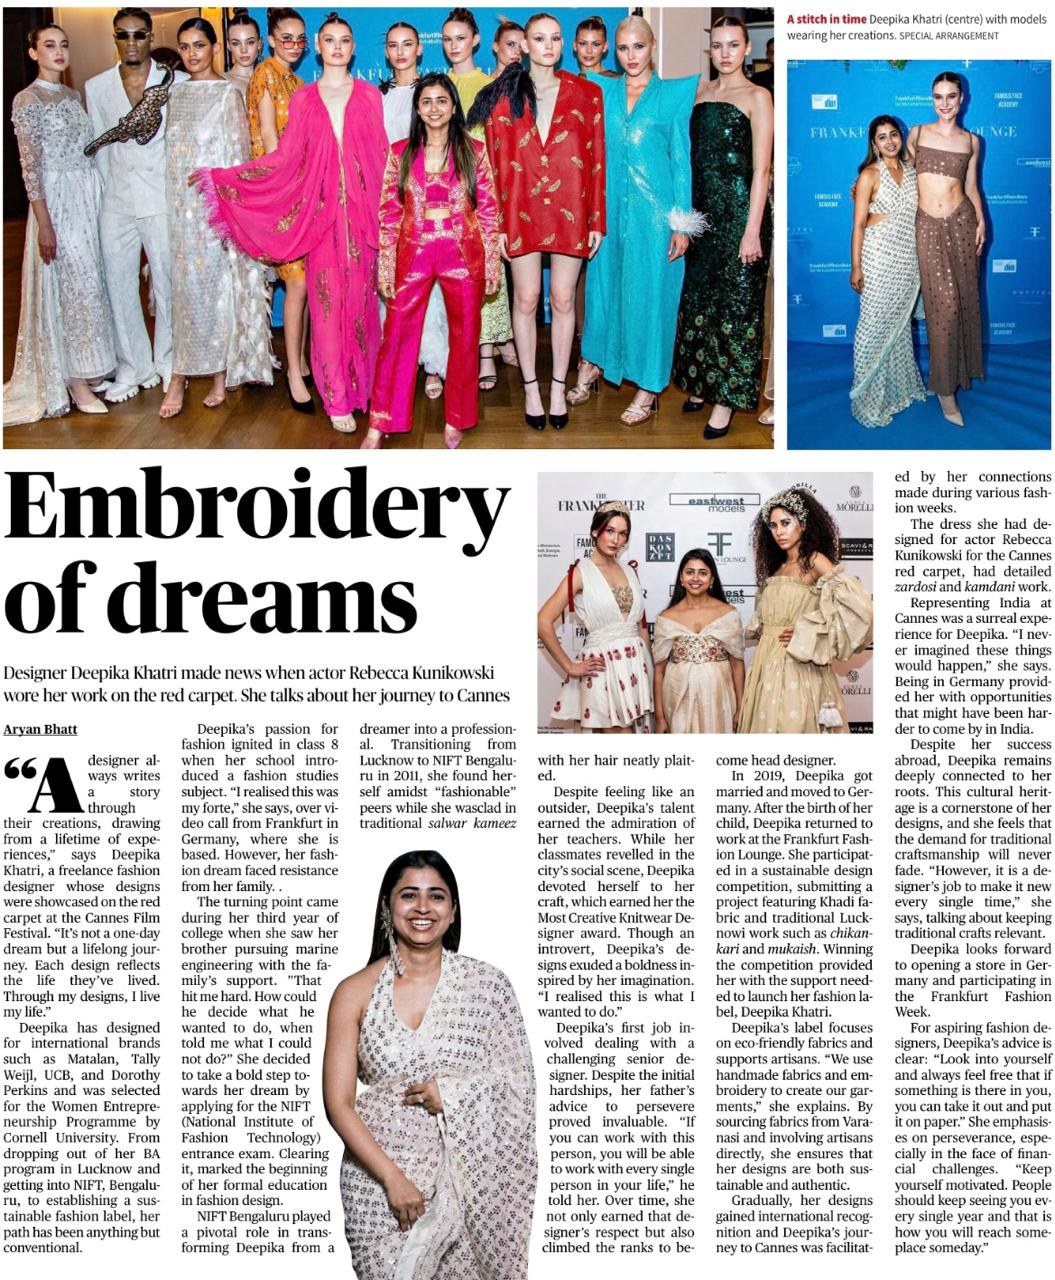 A stitch in time Deepika Khatri (centre) with models
wearing her creations. SPECIAL ARRANGEMENT
FAMOUS FACE
ACADEMY
FAMOUS FACE
ACADEMY
FAMOUS FACE
ACADEMY
Embroidery
of dreams
Designer Deepika Khatri made news when actor Rebecca Kunikowski
wore her work on the red carpet. She talks about her journey to Cannes
THE
eastwest
models
DAS
KON
ZPT
MORELLI
Aryan Bhatt
“A designer al-
ways writes
a story
through
their creations, drawing
from a lifetime of expe-
riences,” says Deepika
Khatri, a freelance fashion
designer whose designs
were showcased on the red
carpet at the Cannes Film
Festival. “It’s not a one-day
dream but a lifelong jour-
ney. Each design reflects
the life they’ve lived.
Through my designs, I live
my life.”
Deepika has designed
for international brands
such as Matalan, Tally
Weijl, UCB, and Dorothy
Perkins and was selected
for the Women Entrepre-
neurship Programme by
Cornell University. From
dropping out of her BA
program in Lucknow and
getting into NIFT, Bengalu-
ru, to establishing a sus-
tainable fashion label, her
path has been anything but
conventional.
Deepika’s passion for
fashion ignited in class 8
when her school intro-
duced a fashion studies
subject. “I realised this was
my forte,” she says, over vi-
deo call from Frankfurt in
Germany, where she is
based. However, her fash-
ion dream faced resistance
from her family. .
The turning point came
during her third year of
college when she saw her
brother pursuing marine
engineering with the fa-
mily’s support. ”That
hit me hard. How could
he decide what he
wanted to do, when
told me what I could
not do?” She decided
to take a bold step to-
wards her dream by
applying for the NIFT
(National Institute of
Fashion Technology)
entrance exam. Clearing
it, marked the beginning
of her formal education
in fashion design.
NIFT Bengaluru played
a pivotal role in trans-
forming Deepika from a
dreamer into a profession-
al. Transitioning from
Lucknow to NIFT Bengalu-
ru in 2011, she found her-
self amidst “fashionable”
peers while she wasclad in
traditional salwar kameez
with her hair neatly plait-
ed.
Despite feeling like an
outsider, Deepika’s talent
earned the admiration of
her teachers. While her
classmates revelled in the
city’s social scene, Deepika
devoted herself to her
craft, which earned her the
Most Creative Knitwear De-
signer award. Though an
introvert, Deepika’s de-
signs exuded a boldness in-
spired by her imagination.
“I realised this is what I
wanted to do.”
Deepika’s first job in-
volved dealing with a
challenging senior de-
signer. Despite the initial
hardships, her father’s
advice to persevere
proved invaluable. “If
you can work with this
person, you will be able
to work with every single
person in your life,” he
told her. Over time, she
not only earned that de-
signer’s respect but also
climbed the ranks to be-
come head designer.
In 2019, Deepika got
married and moved to Ger-
many. After the birth of her
child, Deepika returned to
work at the Frankfurt Fash-
ion Lounge. She participat-
ed in a sustainable design
competition, submitting a
project featuring Khadi fa-
bric and traditional Luck-
nowi work such as chikan-
kari and mukaish. Winning
the competition provided
her with the support need-
ed to launch her fashion la-
bel, Deepika Khatri.
Deepika’s label focuses
on eco-friendly fabrics and
supports artisans. “We use
handmade fabrics and em-
broidery to create our gar-
ments,” she explains. By
sourcing fabrics from Vara-
nasi and involving artisans
directly, she ensures that
her designs are both sus-
tainable and authentic.
Gradually, her designs
gained international recog-
nition and Deepika’s jour-
ney to Cannes was facilitat-
ed by her connections
made during various fash-
ion weeks.
The dress she had de-
signed for actor Rebecca
Kunikowski for the Cannes
red carpet, had detailed
zardosi and kamdani work.
Representing India at
Cannes was a surreal expe-
rience for Deepika. “I nev-
er imagined these things
would happen,” she says.
Being in Germany provid-
ed her with opportunities
that might have been har-
der to come by in India.
Despite her success
abroad, Deepika remains
deeply connected to her
roots. This cultural herit-
age is a cornerstone of her
designs, and she feels that
the demand for traditional
craftsmanship will never
fade. “However, it is a de-
signer’s job to make it new
every single time,” she
says, talking about keeping
traditional crafts relevant.
Deepika looks forward
to opening a store in Ger-
many and participating in
the Frankfurt Fashion
Week.
For aspiring fashion de-
signers, Deepika’s advice is
clear: “Look into yourself
and always feel free that if
something is there in you,
you can take it out and put
it on paper.” She emphasis-
es on perseverance, espe-
cially in the face of finan-
cial challenges. “Keep
yourself motivated. People
should keep seeing you ev-
ery single year and that is
how you will reach some-
place someday.”